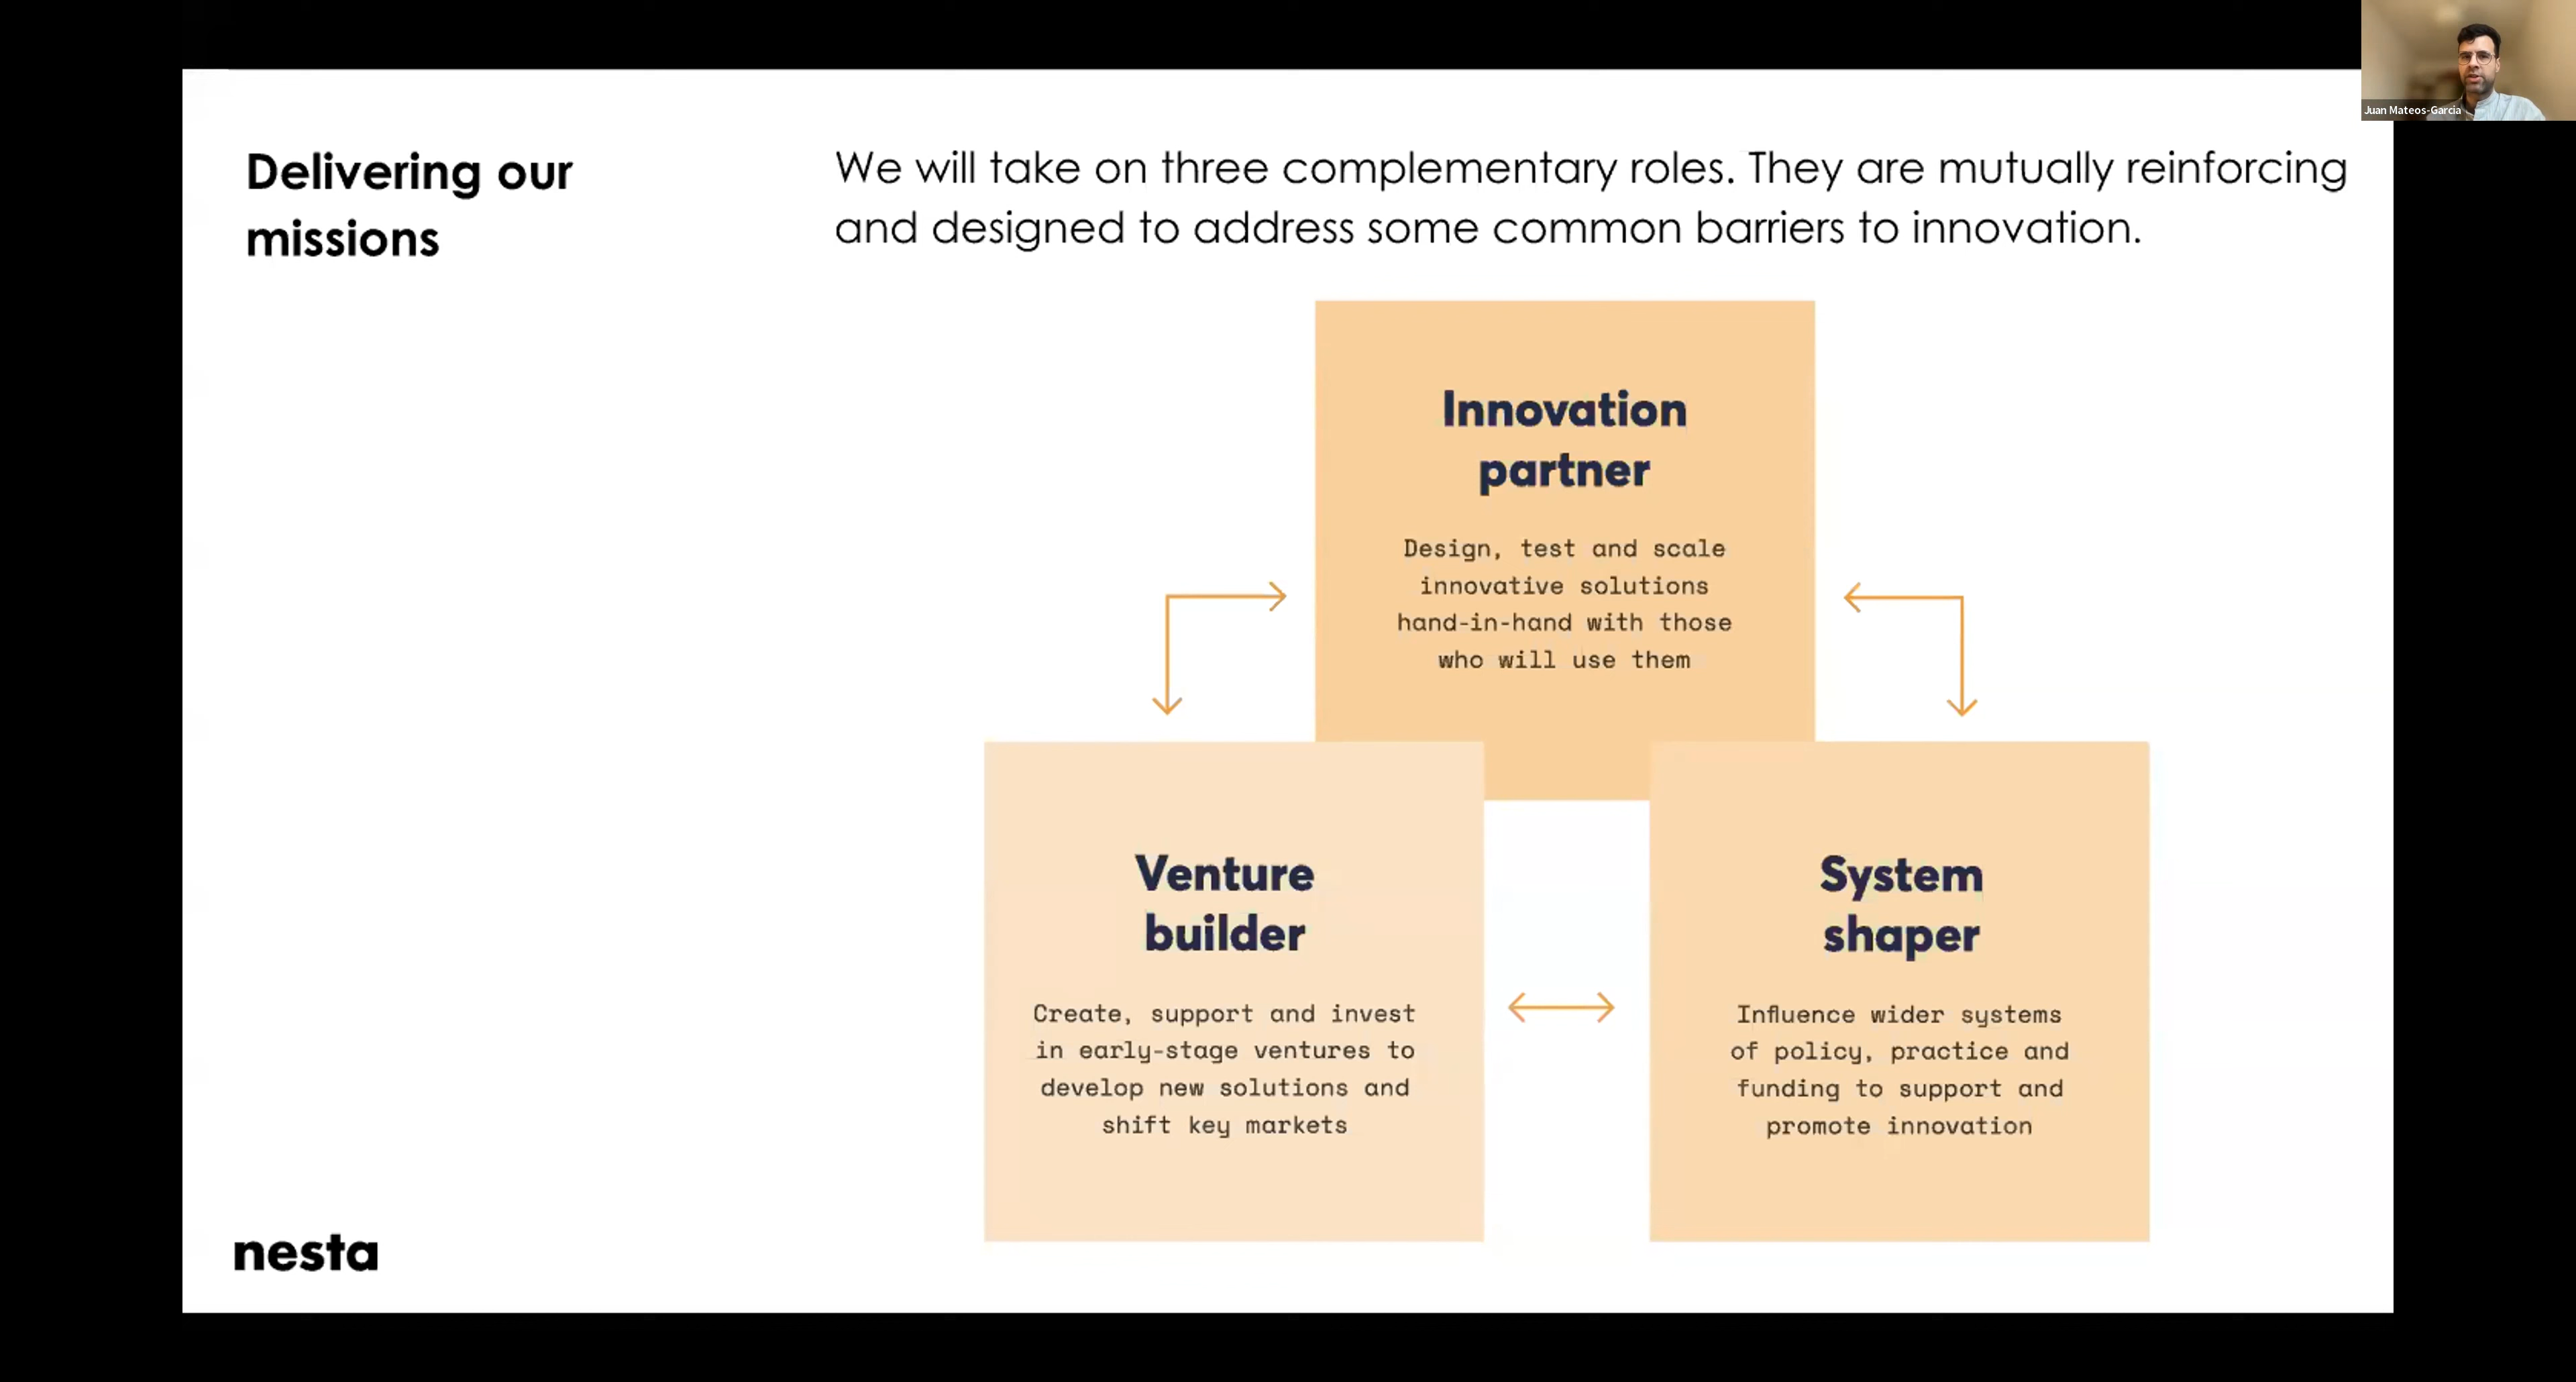 Juan Mateos-Garcia
Delivering our
missions
We will take on three complementary roles. They are mutually reinforcing
and designed to address some common barriers to innovation.
Innovation
partner
Design, test and scale
innovative solutions
hand-in-hand with those
who will use them
Venture
builder
Create, support and invest
in early-stage ventures to
develop new solutions and
shift key markets
System
shaper
Influence wider systems
of policy, practice and
funding to support and
promote innovation
nesta